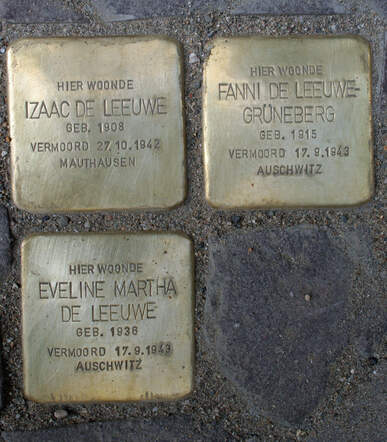 HIER WOONDE
IZAAC DE LEEUWE
GEB. 1908
VERMOORD 27.10.1942
MAUTHAUSEN
HIER WOONDE
FANNI DE LEEUWE-
GRÜNEBERG
GEB. 1915
VERMOORD 17.9.1943
AUSCHWITZ
HIER WOONDE
EVELINE MARTHA
DE LEEUWE
GEB. 1936
VERMOORD 17.9.1943
AUSCHWITZ